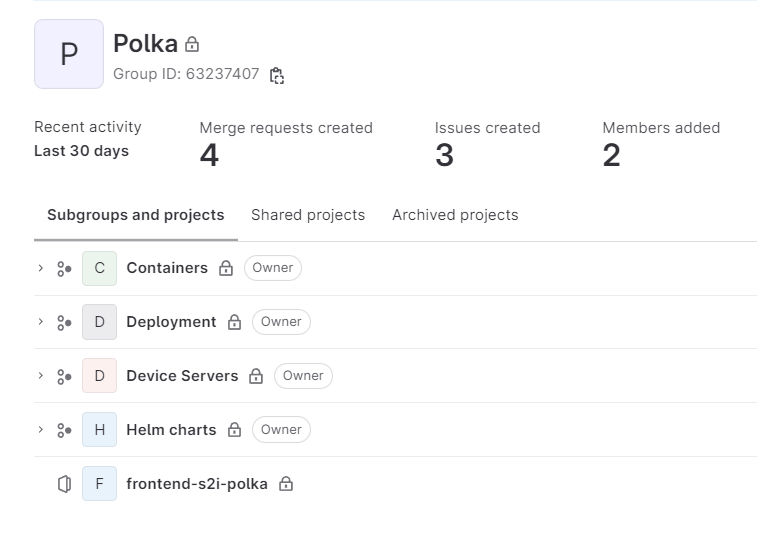 P
Polka
Group ID: 63237407
Recent activity
Last 30 days
Merge requests created
4
Issues created
3
Members added
2
Subgroups and projects Shared projects Archived projects
C Containers Owner
D Deployment Owner
D Device Servers Owner
H Helm charts Owner
F frontend-s2i-polka